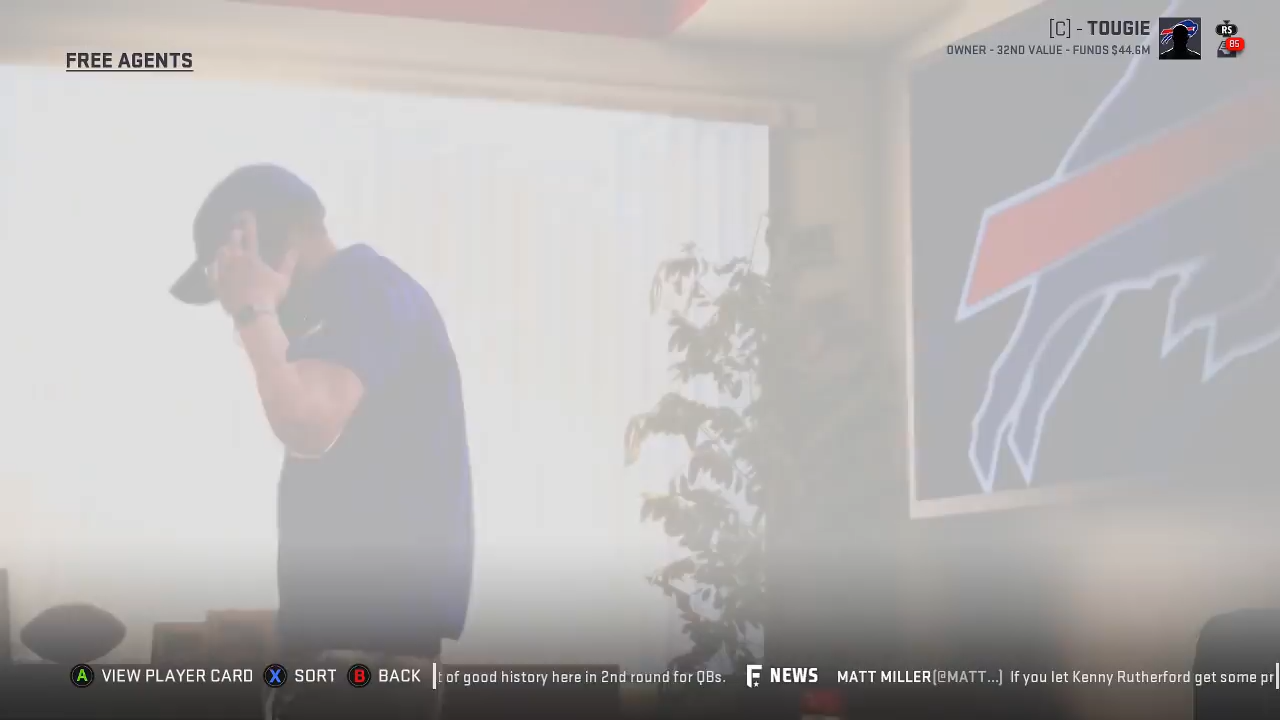 FREE AGENTS
[C] - TOUGIE
OWNER - 32ND VALUE - FUNDS $44.6M
RS
85
A VIEW PLAYER CARD X SORT B BACK
of good history here in 2nd round for QBs. F NEWS MATT MILLER(@MATT...) If you let Kenny Rutherford get some pr